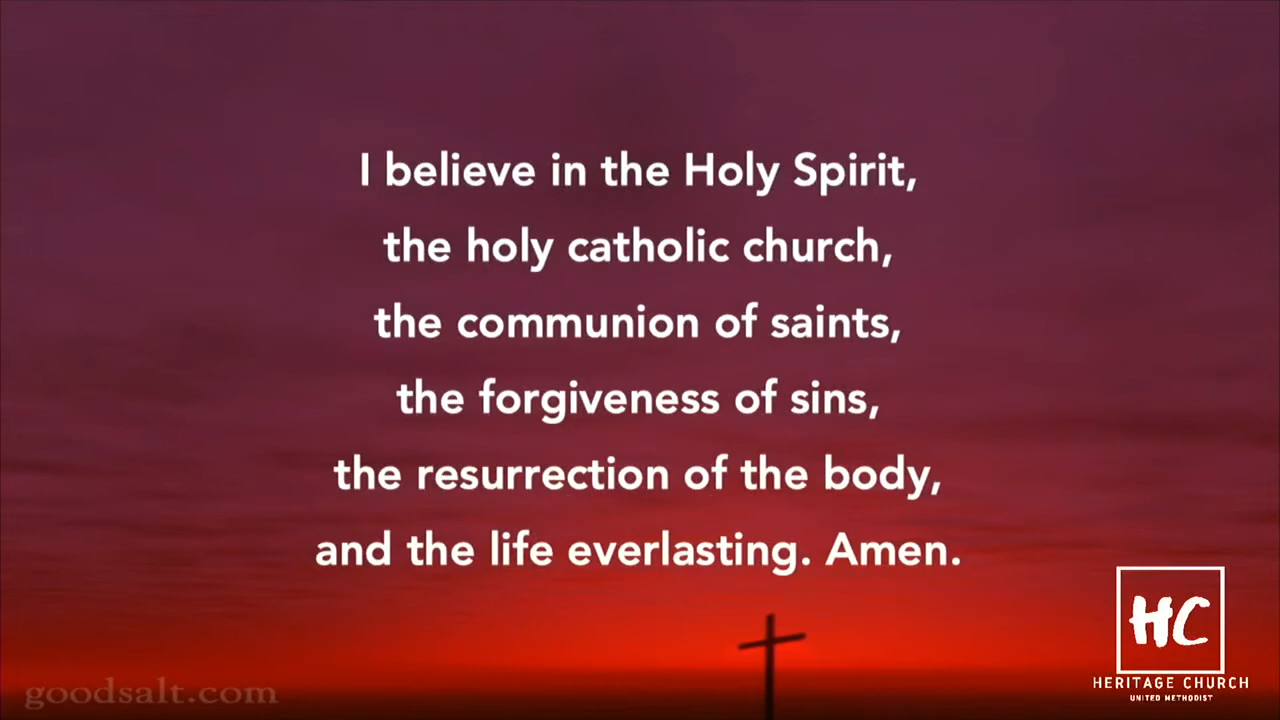 I believe in the Holy Spirit,
the holy catholic church,
the communion of saints,
the forgiveness of sins,
the resurrection of the body,
and the life everlasting. Amen.
HC
HERITAGE CHURCH
UNITED METHODIST
goodsalt.com